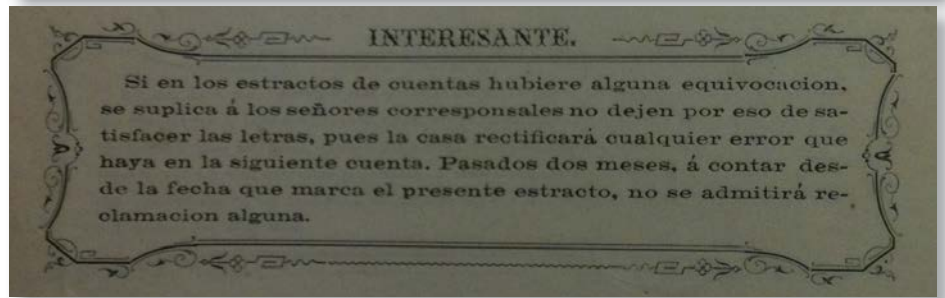 INTERESANTE.
Si en los estractos de cuentas hubiere alguna equivocacion,
se suplica á los señores corresponsales no dejen por eso de sa-
tisfacer las letras, pues la casa rectificará cualquier error que
haya en la siguiente cuenta. Pasados dos meses, á contar des-
de la fecha que marca el presente estracto, no se admitirá re-
clamacion alguna.